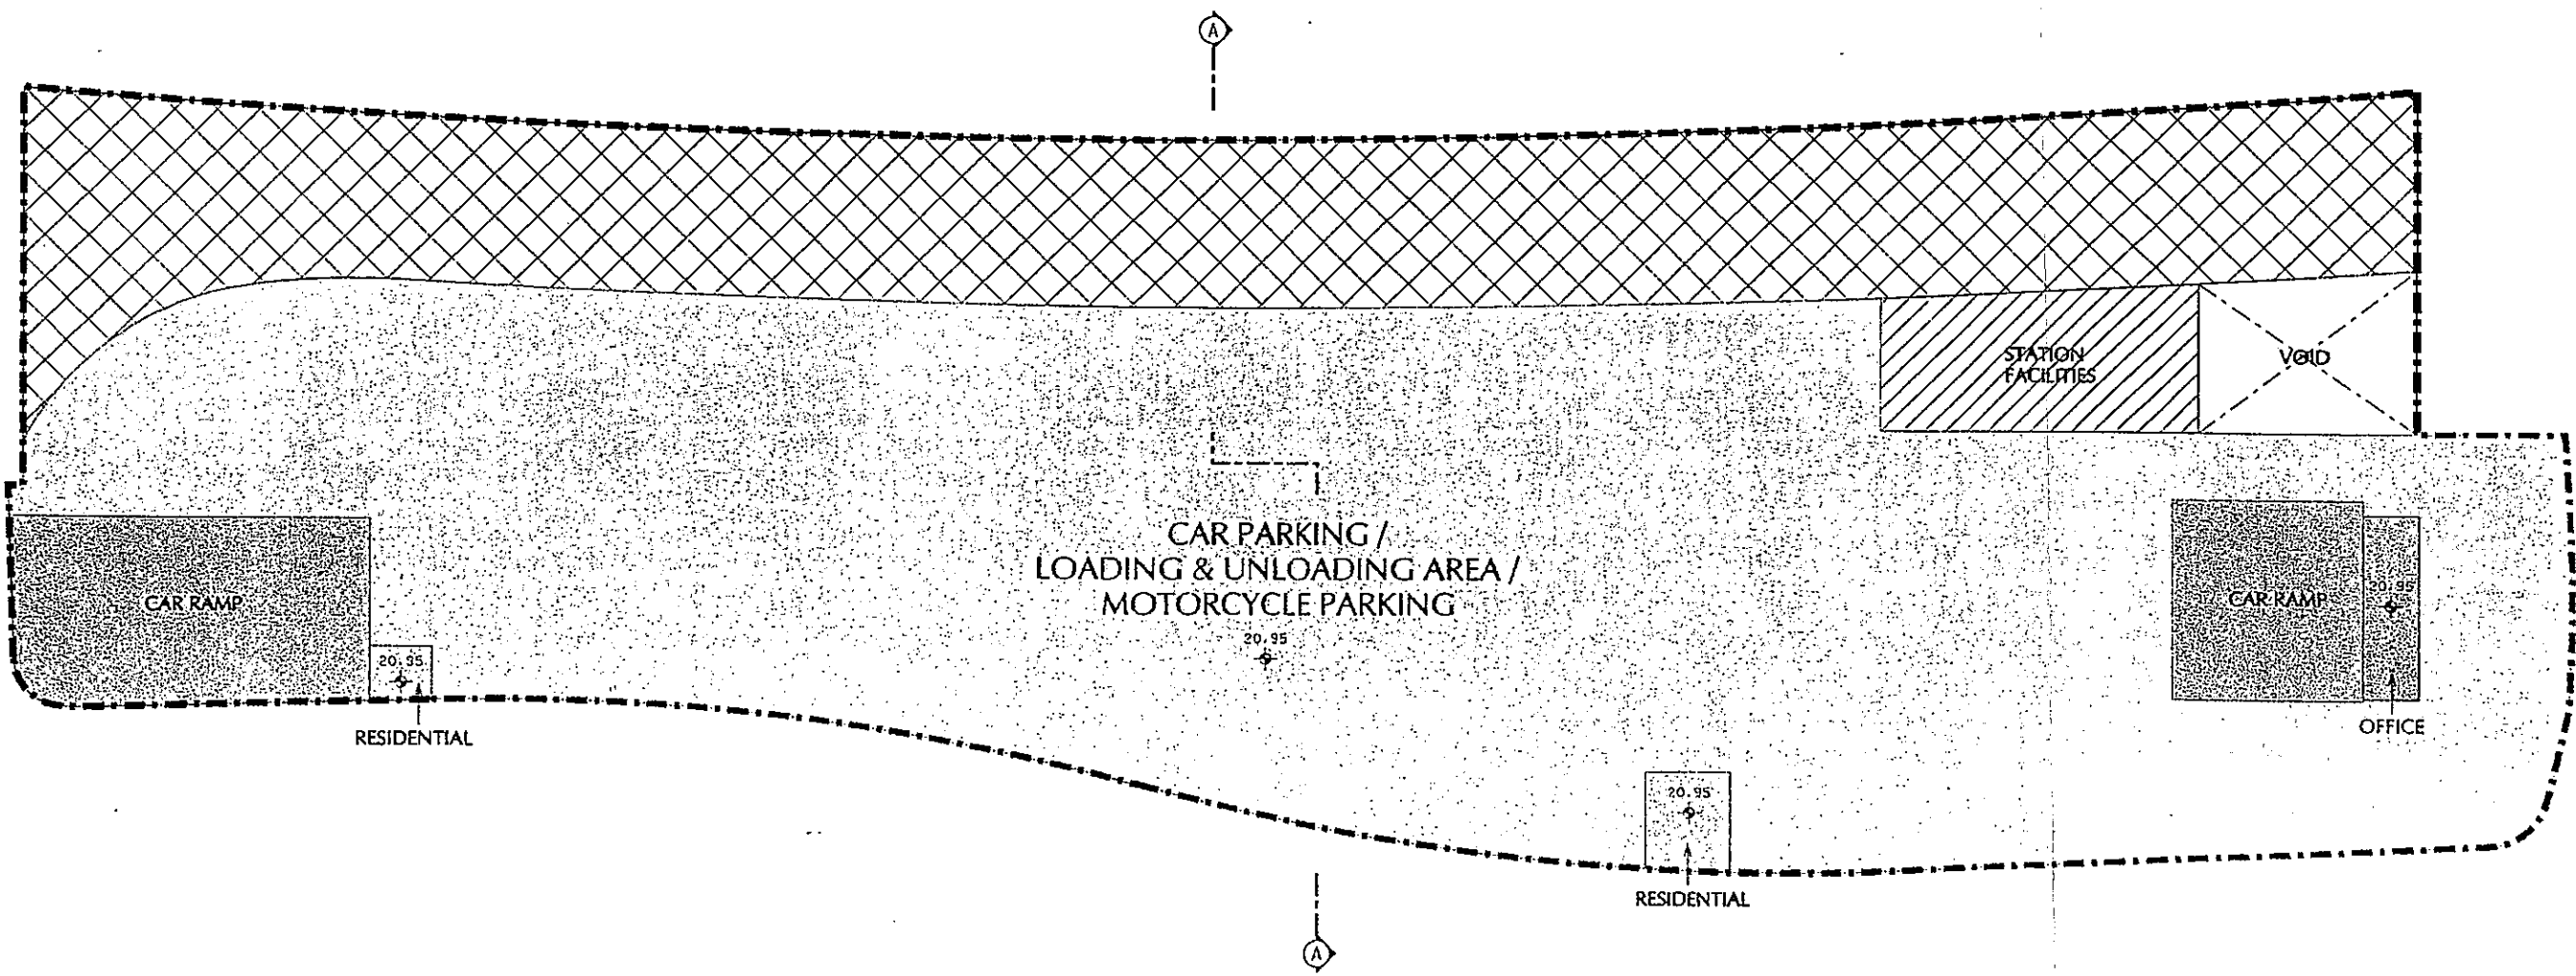 A
STATION
FACILITIES
VOID
CAR PARKING /
LOADING & UNLOADING AREA /
MOTORCYCLE PARKING
20.95
CAR RAMP
20.95
RESIDENTIAL
CAR RAMP
20.95
OFFICE
20.95
RESIDENTIAL
A